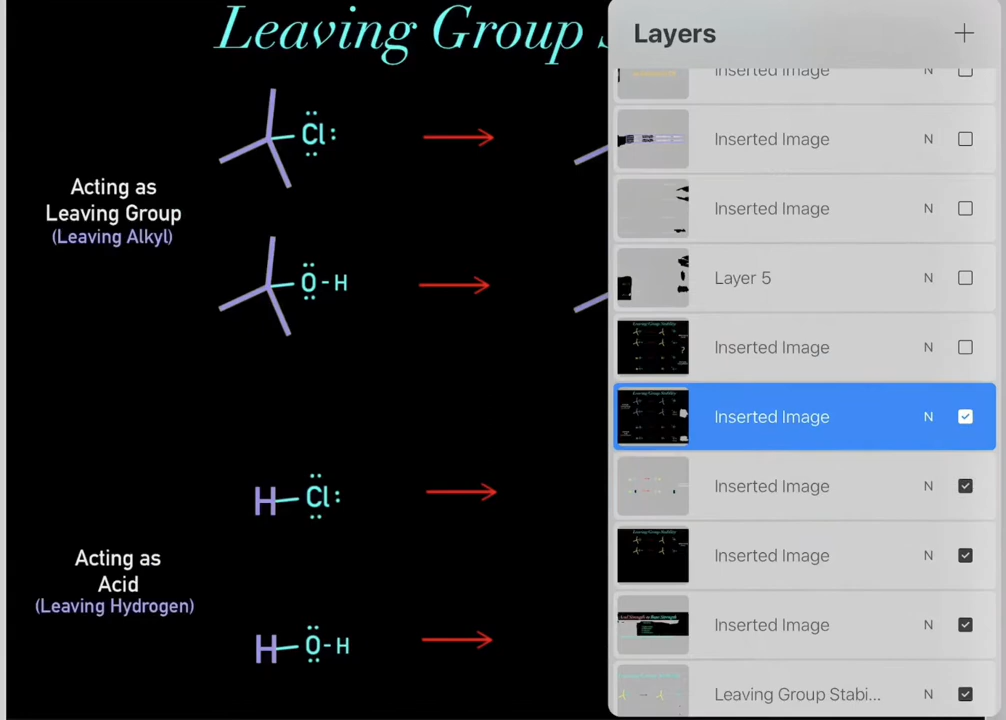 Leaving Group
Cl
Acting as
Leaving Group
(Leaving Alkyl)
O-H
H-Cl
Acting as
Acid
(Leaving Hydrogen)
H-O-H
Layers +
Inserted Image N
Inserted Image N
Inserted Image N
Layer 5 N
Inserted Image N
Inserted Image N
Inserted Image N
Inserted Image N
Inserted Image N
Leaving Group Stabi... N